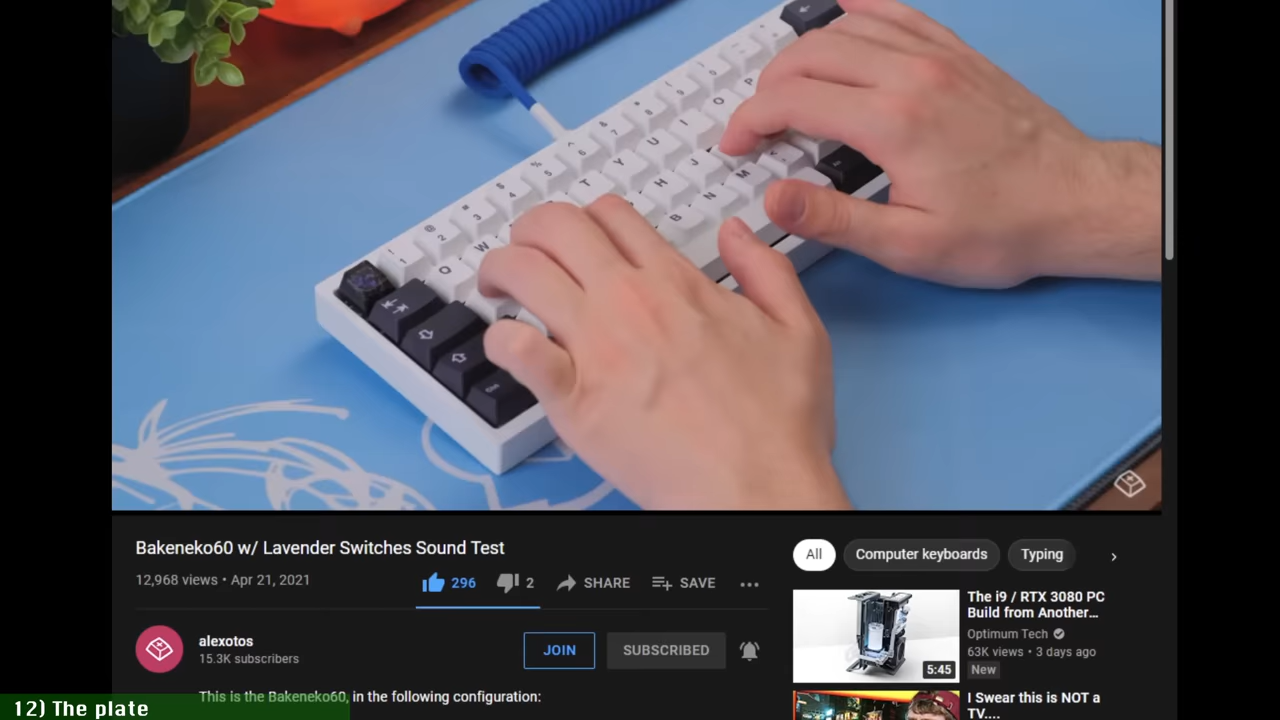 Bakeneko60 w/ Lavender Switches Sound Test
12,968 views • Apr 21, 2021
296
2
SHARE
SAVE
alexotos
15.3K subscribers
JOIN
SUBSCRIBED
This is the Bakeneko60, in the following configuration:
All
Computer keyboards
Typing
The i9 / RTX 3080 PC
Build from Another...
Optimum Tech
63K views • 3 days ago
New
5:45
I Swear this is NOT a
TV....
12) The plate